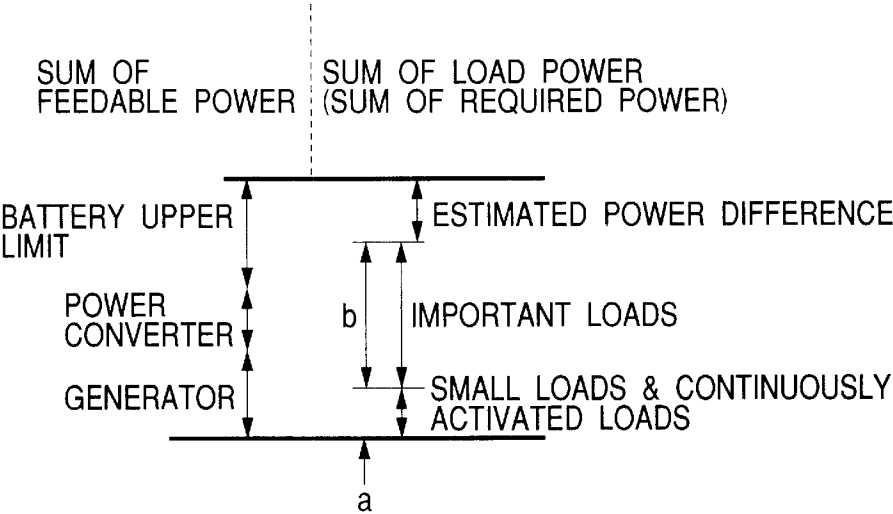 SUM OF
FEEDABLE POWER
SUM OF LOAD POWER
(SUM OF REQUIRED POWER)
BATTERY UPPER
LIMIT
ESTIMATED POWER DIFFERENCE
POWER
CONVERTER
b
IMPORTANT LOADS
GENERATOR
SMALL LOADS & CONTINUOUSLY
ACTIVATED LOADS
a